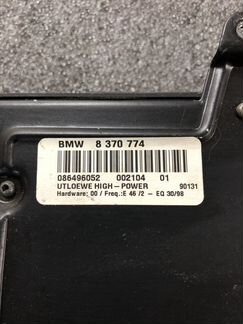 BMW 8 370 774
086496052 002104 01
UTLOEWE HIGH-POWER 90131
Hardware: 00 / Freq.:E 46 /2 - EQ 30/98